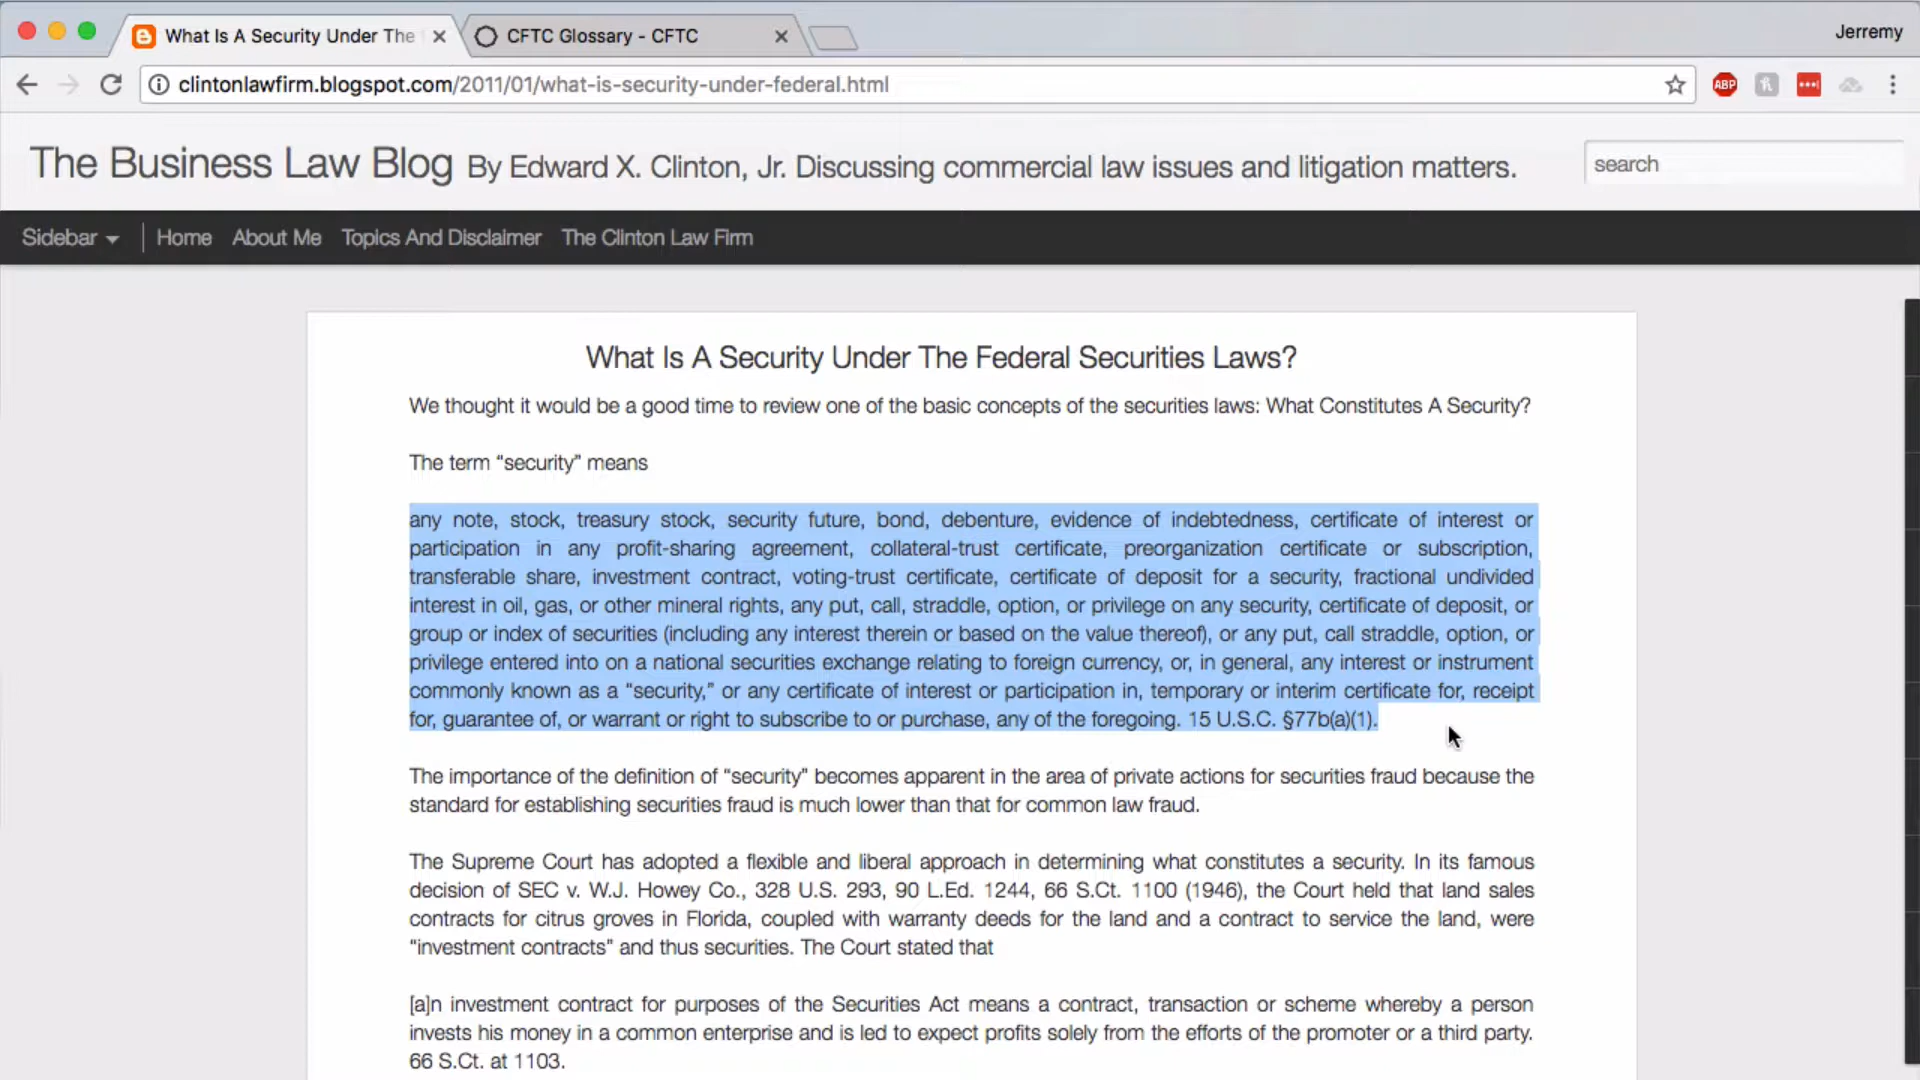 What Is A Security Under The
CFTC Glossary - CFTC
Jerremy
clintonlawfirm.blogspot.com/2011/01/what-is-security-under-federal.html
ABP
The Business Law Blog By Edward X. Clinton, Jr. Discussing commercial law issues and litigation matters.
search
Sidebar
Home
About Me
Topics And Disclaimer
The Clinton Law Firm
What Is A Security Under The Federal Securities Laws?
We thought it would be a good time to review one of the basic concepts of the securities laws: What Constitutes A Security?
The term “security” means
any note, stock, treasury stock, security future, bond, debenture, evidence of indebtedness, certificate of interest or
participation in any profit-sharing agreement, collateral-trust certificate, preorganization certificate or subscription,
transferable share, investment contract, voting-trust certificate, certificate of deposit for a security, fractional undivided
interest in oil, gas, or other mineral rights, any put, call, straddle, option, or privilege on any security, certificate of deposit, or
group or index of securities (including any interest therein or based on the value thereof), or any put, call straddle, option, or
privilege entered into on a national securities exchange relating to foreign currency, or, in general, any interest or instrument
commonly known as a “security,” or any certificate of interest or participation in, temporary or interim certificate for, receipt
for, guarantee of, or warrant or right to subscribe to or purchase, any of the foregoing. 15 U.S.C. §77b(a)(1).
The importance of the definition of “security” becomes apparent in the area of private actions for securities fraud because the
standard for establishing securities fraud is much lower than that for common law fraud.
The Supreme Court has adopted a flexible and liberal approach in determining what constitutes a security. In its famous
decision of SEC v. W.J. Howey Co., 328 U.S. 293, 90 L.Ed. 1244, 66 S.Ct. 1100 (1946), the Court held that land sales
contracts for citrus groves in Florida, coupled with warranty deeds for the land and a contract to service the land, were
“investment contracts” and thus securities. The Court stated that
[a]n investment contract for purposes of the Securities Act means a contract, transaction or scheme whereby a person
invests his money in a common enterprise and is led to expect profits solely from the efforts of the promoter or a third party.
66 S.Ct. at 1103.